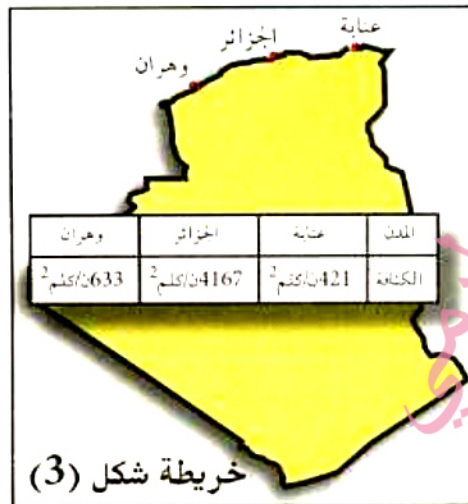 عنابة
الجزائر
وهران
المدن عنابة الجزائر وهران
الكثافة 421ن/كلم² 4167ن/كلم² 633ن/كلم²
خريطة شكل (3)